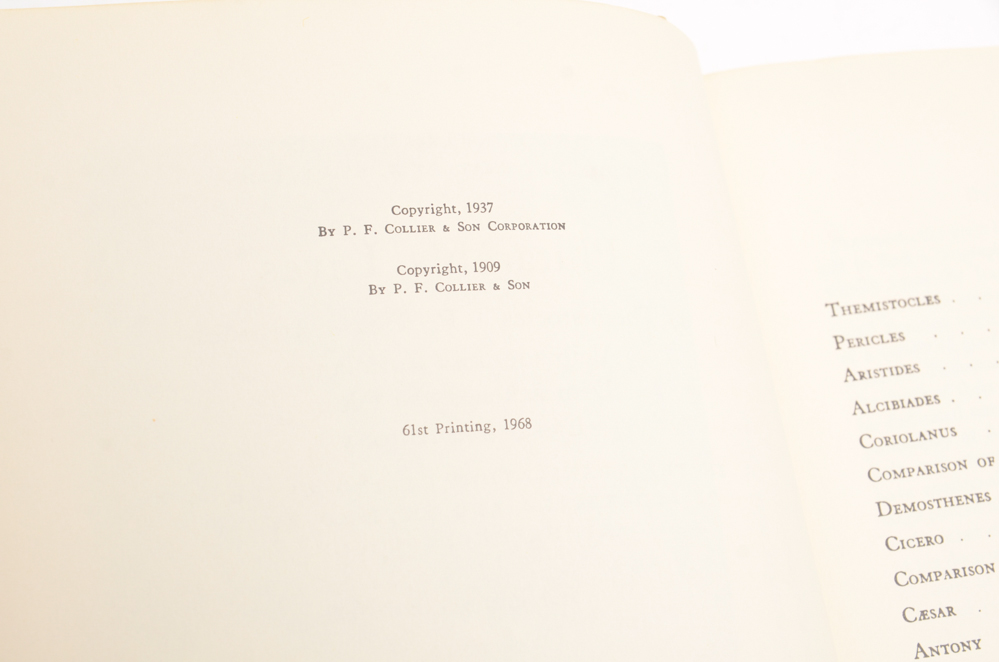 Copyright, 1937
By P. F. Collier & Son Corporation
Copyright, 1909
By P. F. Collier & Son
61st Printing, 1968
Themistocles . .
Pericles . . .
Aristides . . .
Alcibiades . .
Coriolanus .
Comparison of
Demosthenes
Cicero . .
Comparison
Cæsar .
Antony